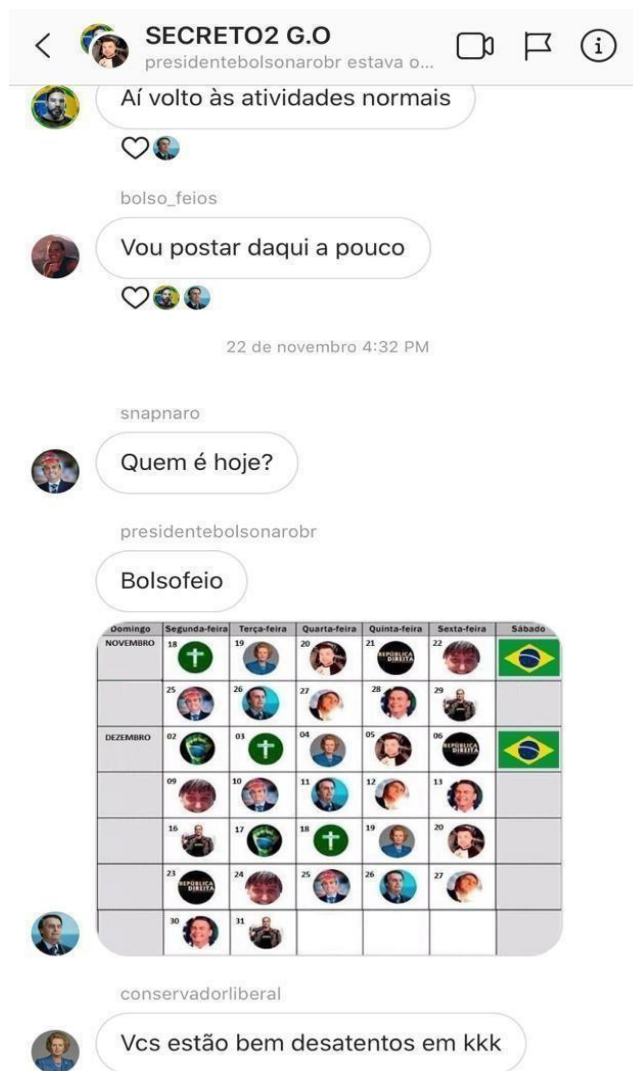 SECRETO2 G.O
presidentebolsonarobr estava o...
Aí volto às atividades normais
bolso_feios
Vou postar daqui a pouco
22 de novembro 4:32 PM
snapnaro
Quem é hoje?
presidentebolsonarobr
Bolsofeio
Domingo Segunda-feira Terça-feira Quarta-feira Quinta-feira Sexta-feira Sábado
NOVEMBRO 18 19 20 21 REPÚBLICA DIREITA 22
25 26 27 28 29
DEZEMBRO 02 03 04 05 06 REPÚBLICA DIREITA
09 10 11 12 13
16 17 18 19 20
23 REPÚBLICA DIREITA 24 25 26 27
30 31
conservadorliberal
Vcs estão bem desatentos em kkk